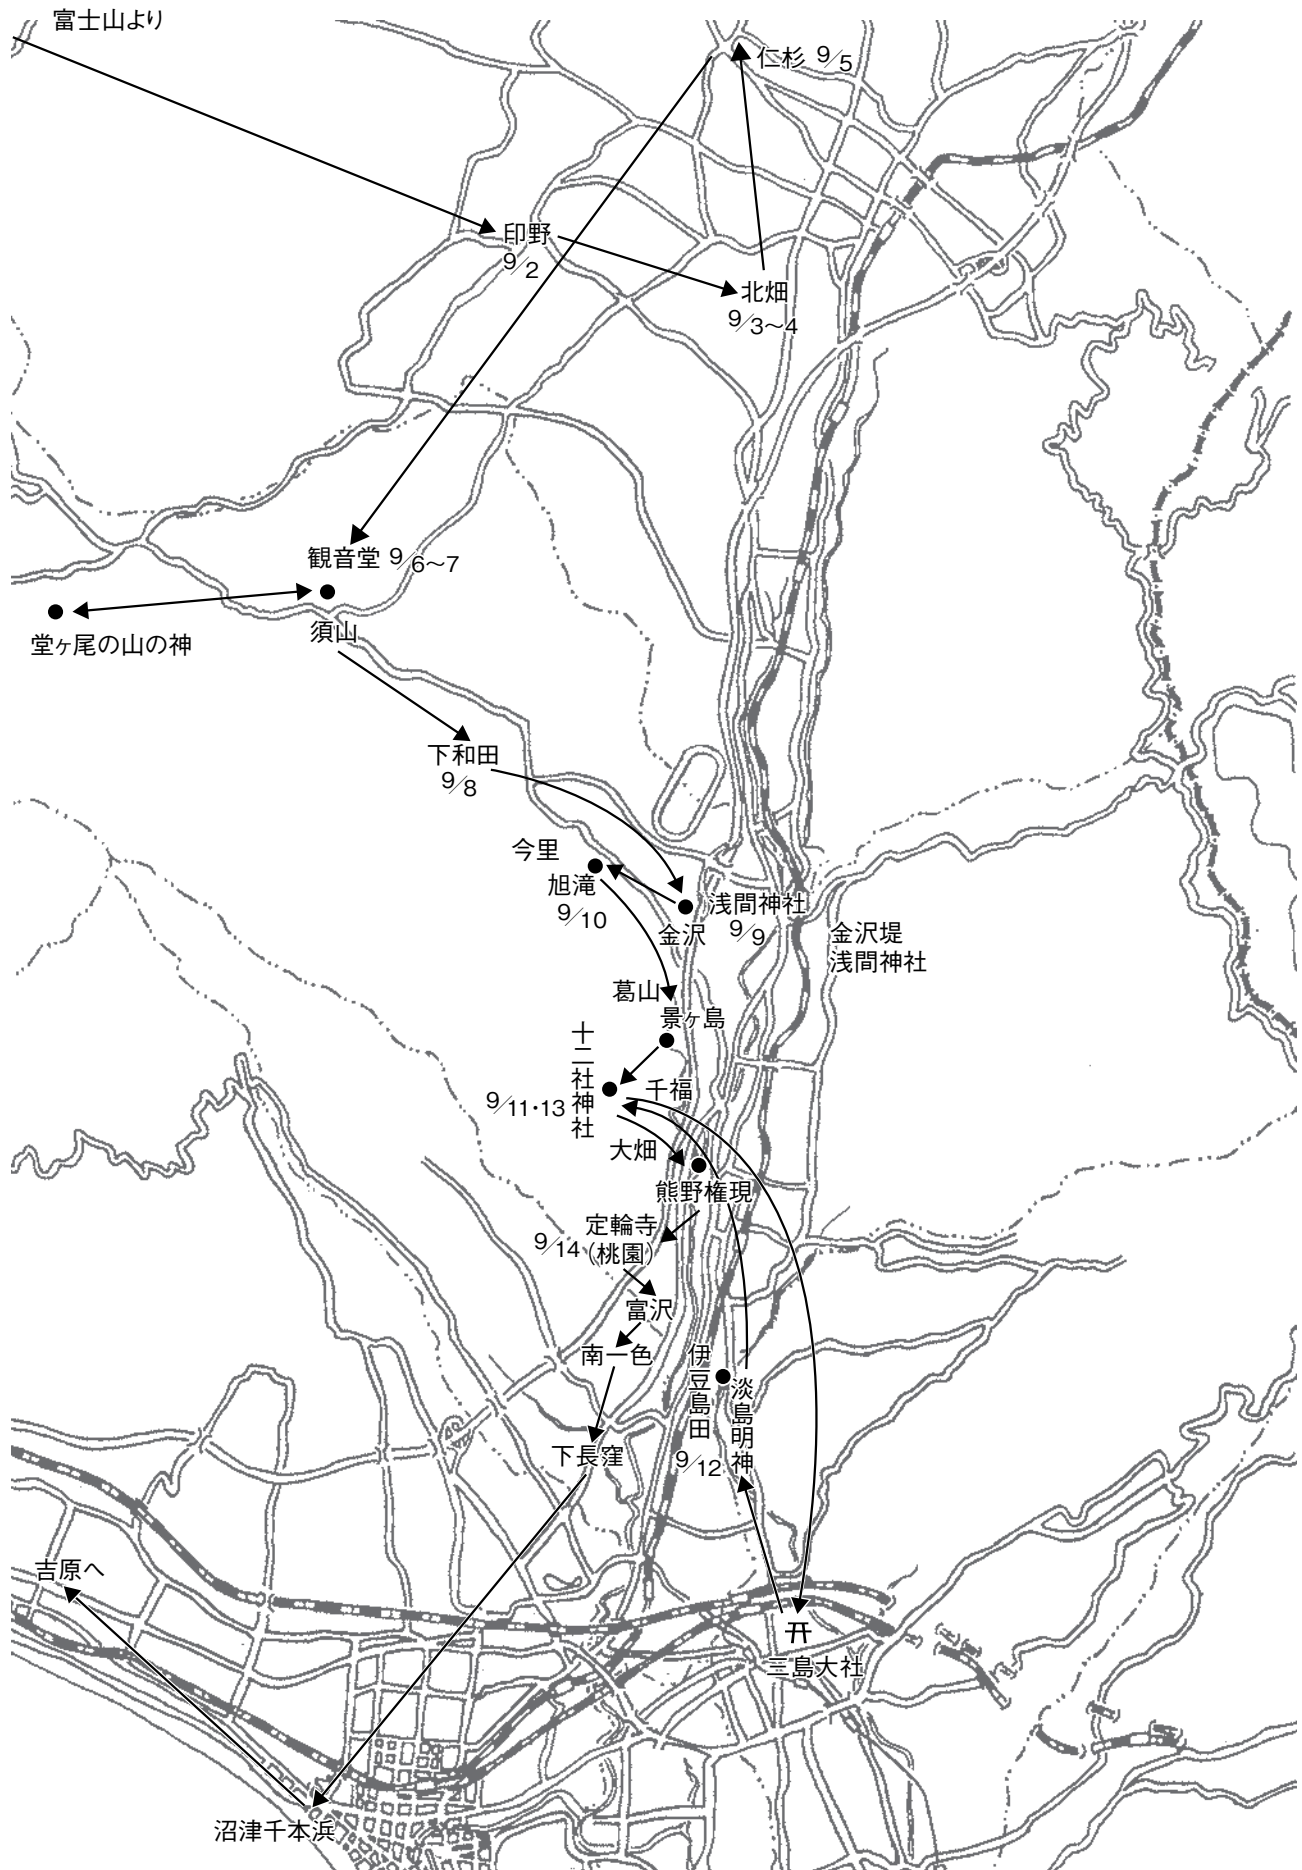 富士山より
仁杉 9/5
印野
9/2
北畑
9/3〜4
観音堂 9/6〜7
須山
堂ヶ尾の山の神
下和田
9/8
今里
旭滝
9/10
浅間神社
9/9
金沢
金沢堤
浅間神社
葛山
景ヶ島
十二社神社
9/11・13
千福
大畑
熊野権現
定輪寺
(桃園)
9/14
富沢
南一色
伊豆島田
淡島明神
9/12
下長窪
吉原へ
三島大社
沼津千本浜